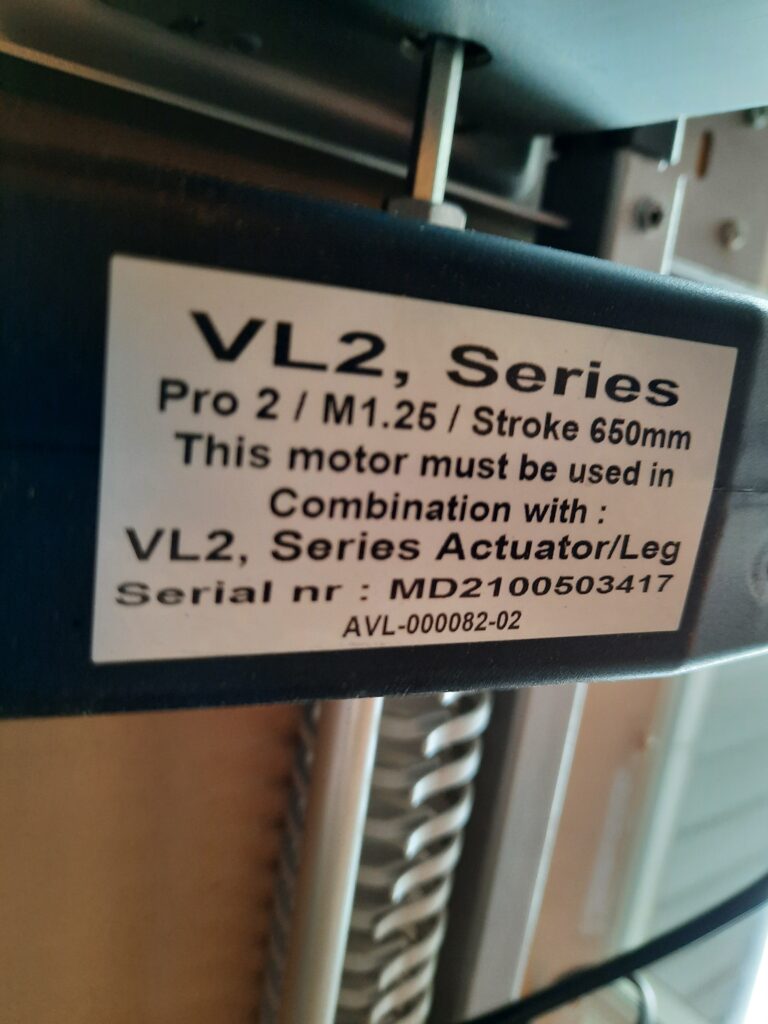 VL2, Series
Pro 2 / M1.25 / Stroke 650mm
This motor must be used in
Combination with :
VL2, Series Actuator/Leg
Serial nr : MD2100503417
AVL-000082-02